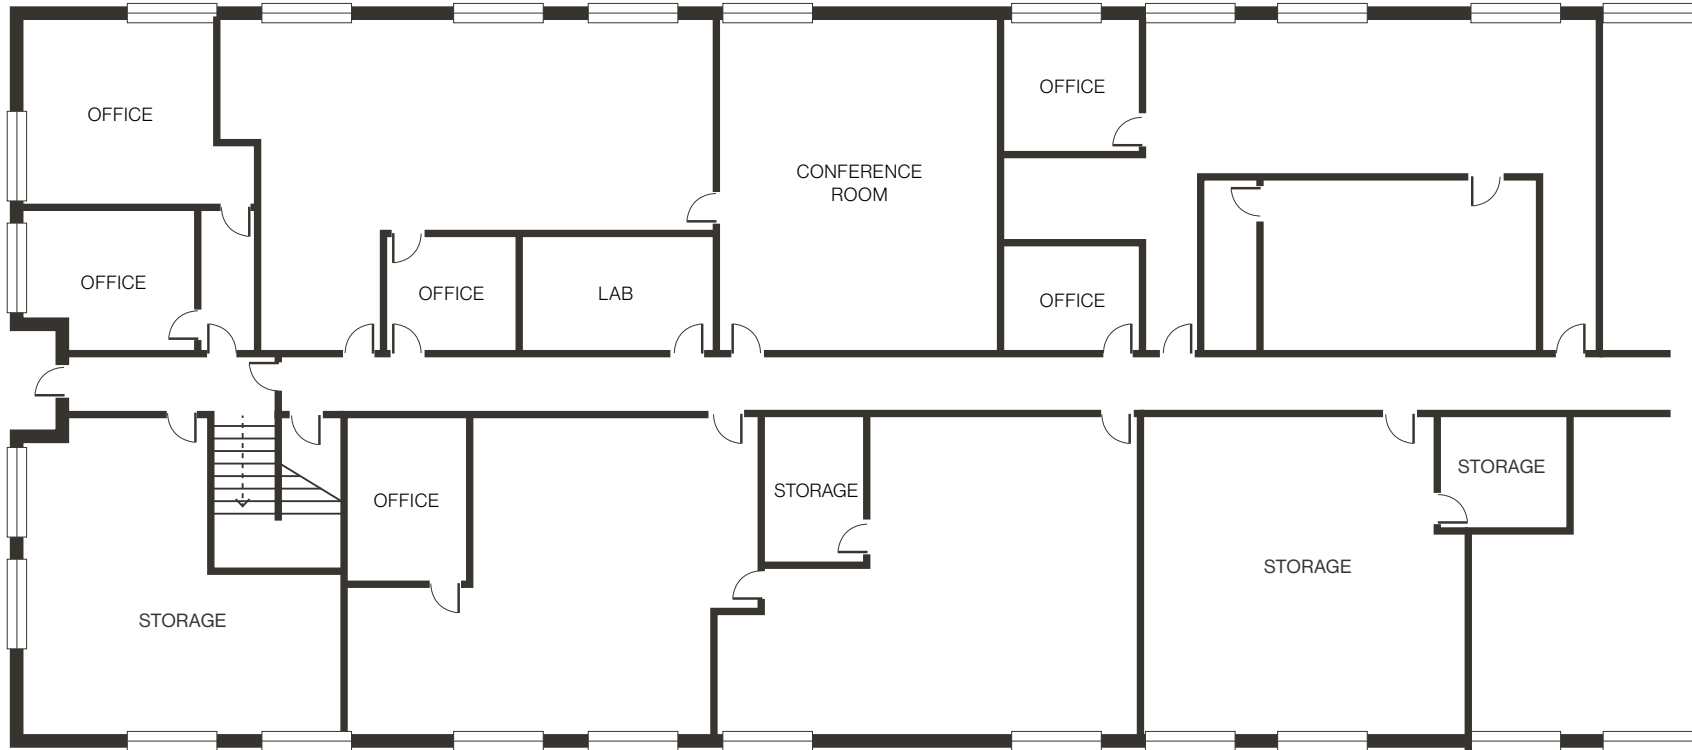 OFFICE
OFFICE
CONFERENCE
ROOM
OFFICE
OFFICE
LAB
OFFICE
STORAGE
OFFICE
STORAGE
STORAGE
STORAGE